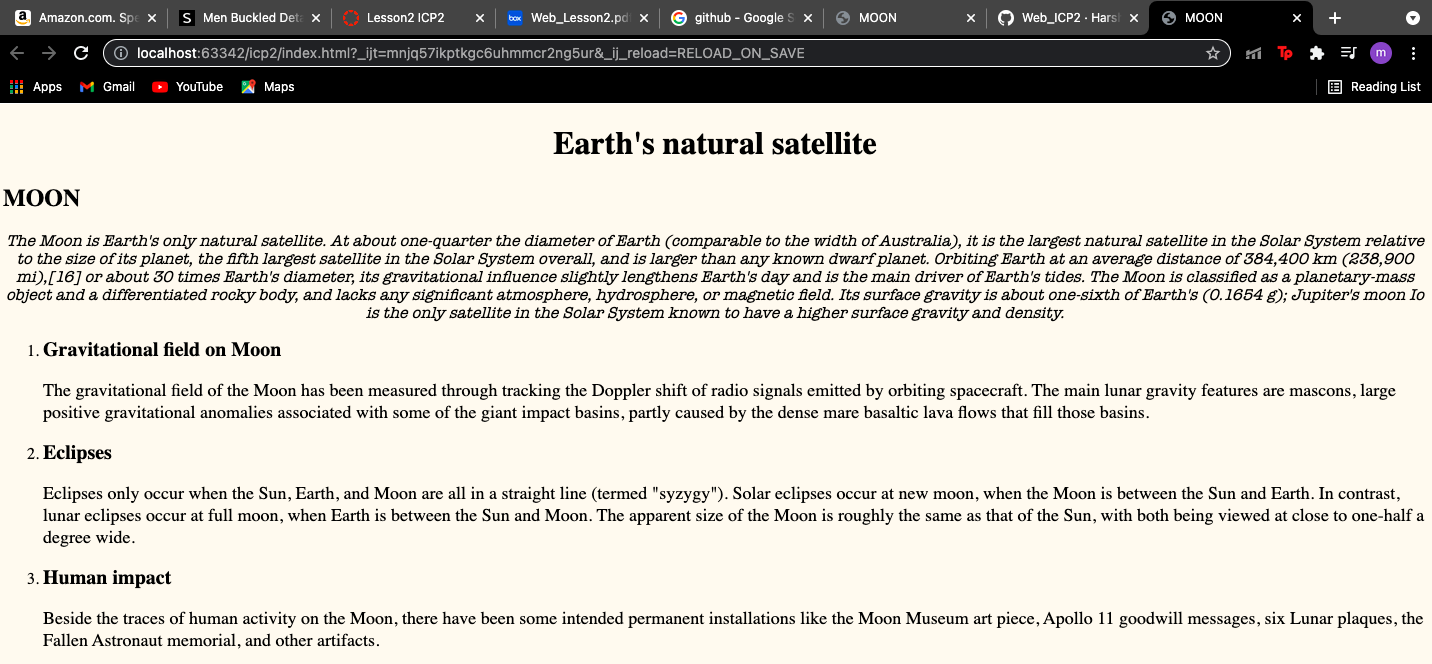 Amazon.com. Spe
Men Buckled Deta
Lesson2 ICP2
Web_Lesson2.pdf
github - Google S
MOON
Web_ICP2 · Harsh
MOON
localhost:63342/icp2/index.html?_ijt=mnjq57ikptkgc6uhmmcr2ng5ur&_ij_reload=RELOAD_ON_SAVE
Tp
m
Apps
Gmail
YouTube
Maps
Reading List
Earth's natural satellite
MOON
The Moon is Earth's only natural satellite. At about one-quarter the diameter of Earth (comparable to the width of Australia), it is the largest natural satellite in the Solar System relative
to the size of its planet, the fifth largest satellite in the Solar System overall, and is larger than any known dwarf planet. Orbiting Earth at an average distance of 384,400 km (238,900
mi),[16] or about 30 times Earth's diameter, its gravitational influence slightly lengthens Earth's day and is the main driver of Earth's tides. The Moon is classified as a planetary-mass
object and a differentiated rocky body, and lacks any significant atmosphere, hydrosphere, or magnetic field. Its surface gravity is about one-sixth of Earth's (0.1654 g); Jupiter's moon Io
is the only satellite in the Solar System known to have a higher surface gravity and density.
1. Gravitational field on Moon
The gravitational field of the Moon has been measured through tracking the Doppler shift of radio signals emitted by orbiting spacecraft. The main lunar gravity features are mascons, large
positive gravitational anomalies associated with some of the giant impact basins, partly caused by the dense mare basaltic lava flows that fill those basins.
2. Eclipses
Eclipses only occur when the Sun, Earth, and Moon are all in a straight line (termed "syzygy"). Solar eclipses occur at new moon, when the Moon is between the Sun and Earth. In contrast,
lunar eclipses occur at full moon, when Earth is between the Sun and Moon. The apparent size of the Moon is roughly the same as that of the Sun, with both being viewed at close to one-half a
degree wide.
3. Human impact
Beside the traces of human activity on the Moon, there have been some intended permanent installations like the Moon Museum art piece, Apollo 11 goodwill messages, six Lunar plaques, the
Fallen Astronaut memorial, and other artifacts.